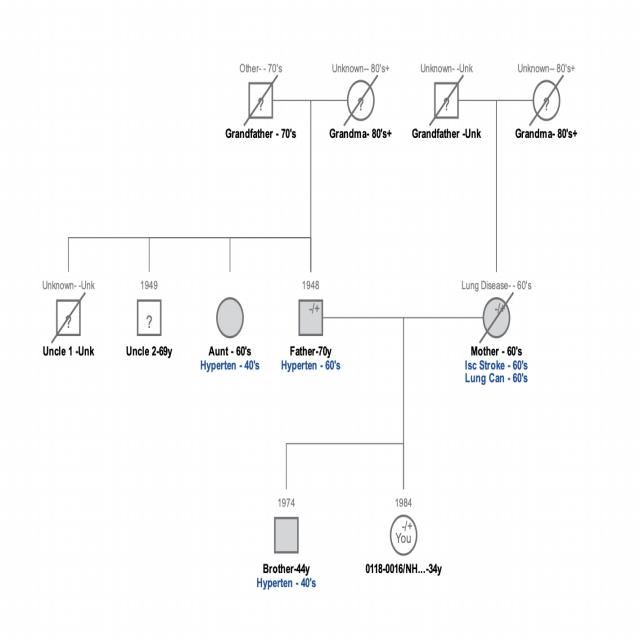 Other- - 70's
Unknown-- 80's+
Unknown- -Unk
Unknown-- 80's+
?
?
?
?
Grandfather - 70's
Grandma- 80's+
Grandfather -Unk
Grandma- 80's+
Unknown- -Unk
1949
1948
Lung Disease- - 60's
?
?
-/+
-/+
Uncle 1 -Unk
Uncle 2-69y
Aunt - 60's
Father-70y
Mother - 60's
Hyperten - 40's
Hyperten - 60's
Isc Stroke - 60's
Lung Can - 60's
1974
1984
-/+
You
Brother-44y
0118-0016/NH...-34y
Hyperten - 40's